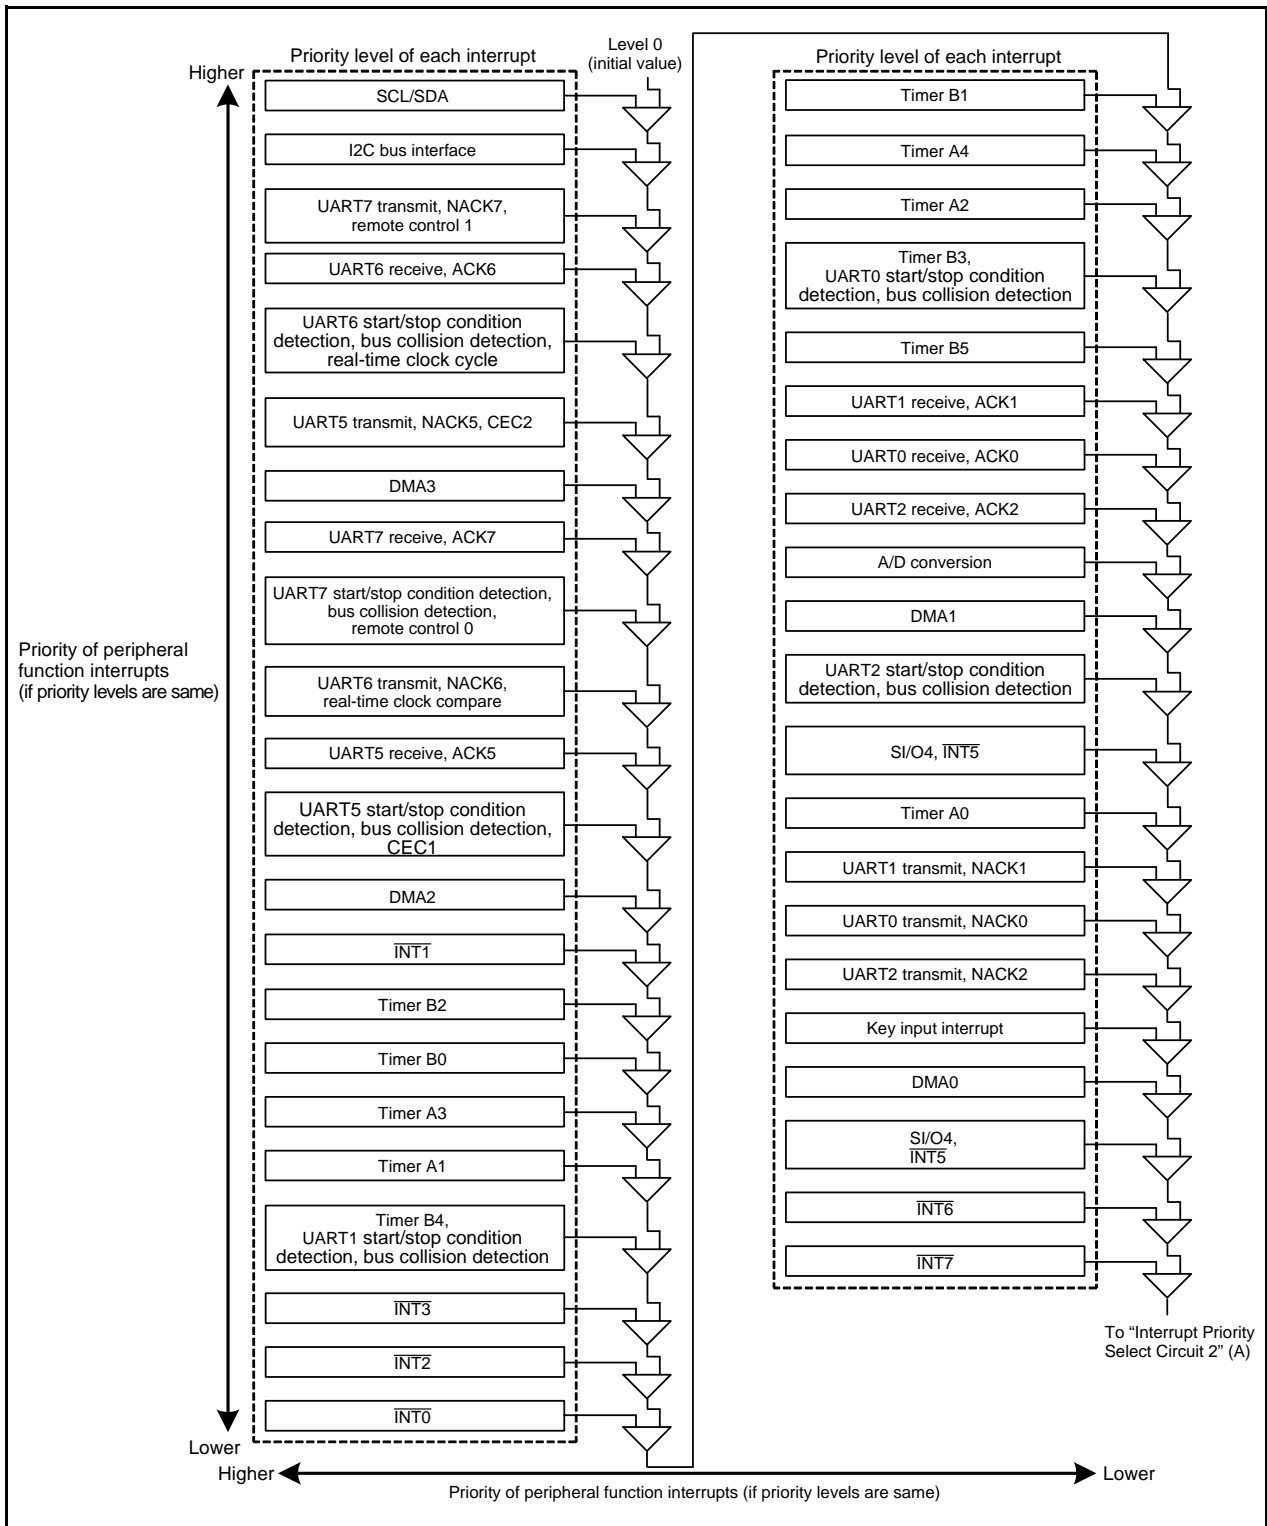 Priority level of each interrupt
Level 0
(initial value)
Higher
SCL/SDA
I2C bus interface
UART7 transmit, NACK7,
remote control 1
UART6 receive, ACK6
UART6 start/stop condition
detection, bus collision detection,
real-time clock cycle
UART5 transmit, NACK5, CEC2
DMA3
UART7 receive, ACK7
UART7 start/stop condition detection,
bus collision detection,
remote control 0
UART6 transmit, NACK6,
real-time clock compare
UART5 receive, ACK5
UART5 start/stop condition
detection, bus collision detection,
CEC1
DMA2
INT1
Timer B2
Timer B0
Timer A3
Timer A1
Timer B4,
UART1 start/stop condition
detection, bus collision detection
INT3
INT2
INT0
Priority of peripheral
function interrupts
(if priority levels are same)
Lower
Priority level of each interrupt
Timer B1
Timer A4
Timer A2
Timer B3,
UART0 start/stop condition
detection, bus collision detection
Timer B5
UART1 receive, ACK1
UART0 receive, ACK0
UART2 receive, ACK2
A/D conversion
DMA1
UART2 start/stop condition
detection, bus collision detection
SI/O4, INT5
Timer A0
UART1 transmit, NACK1
UART0 transmit, NACK0
UART2 transmit, NACK2
Key input interrupt
DMA0
SI/O4,
INT5
INT6
INT7
To “Interrupt Priority
Select Circuit 2” (A)
Higher
Lower
Priority of peripheral function interrupts (if priority levels are same)